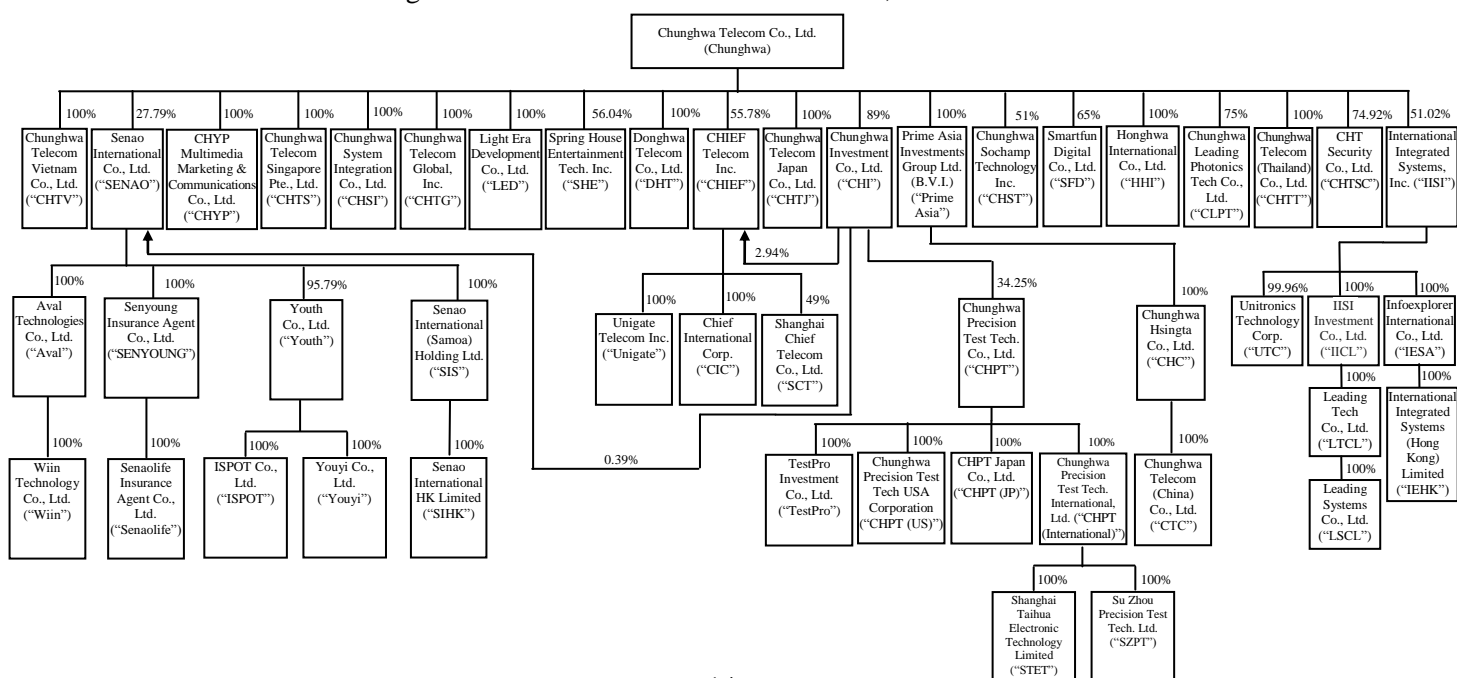 Chunghwa Telecom Co., Ltd.
(Chunghwa)
100%
27.79%
100%
100%
100%
100%
100%
56.04%
100%
55.78%
100%
89%
100%
51%
65%
100%
75%
100%
74.92%
51.02%
Chunghwa
Telecom
Vietnam
Co., Ltd.
(“CHTV”)
Senao
International
Co., Ltd.
(“SENAO”)
CHYP
Multimedia
Marketing &
Communications
Co., Ltd.
(“CHYP”)
Chunghwa
Telecom
Singapore
Pte., Ltd.
(“CHTS”)
Chunghwa
System
Integration
Co., Ltd.
(“CHSI”)
Chunghwa
Telecom
Global,
Inc.
(“CHTG”)
Light Era
Development
Co., Ltd.
(“LED”)
Spring House
Entertainment
Tech. Inc.
(“SHE”)
Donghwa
Telecom
Co., Ltd.
(“DHT”)
CHIEF
Telecom
Inc.
(“CHIEF”)
Chunghwa
Telecom
Japan
Co., Ltd.
(“CHTJ”)
Chunghwa
Investment
Co., Ltd.
(“CHI”)
Prime Asia
Investments
Group Ltd.
(B.V.I.)
(“Prime
Asia”)
Chunghwa
Sochamp
Technology
Inc.
(“CHST”)
Smartfun
Digital
Co., Ltd.
(“SFD”)
Honghwa
International
Co., Ltd.
(“HHI”)
Chunghwa
Leading
Photonics
Tech Co.,
Ltd.
(“CLPT”)
Chunghwa
Telecom
(Thailand)
Co., Ltd.
(“CHTT”)
CHT
Security
Co., Ltd.
(“CHTSC”)
International
Integrated
Systems,
Inc. (“IISI”)
2.94%
100%
100%
95.79%
100%
100%
100%
49%
34.25%
100%
99.96%
100%
100%
Aval
Technologies
Co., Ltd.
(“Aval”)
Senyoung
Insurance Agent
Co., Ltd.
(“SENYOUNG”)
Youth
Co., Ltd.
“Youth”)
Senao
International
(Samoa)
Holding Ltd.
(“SIS”)
Unigate
Telecom Inc.
(“Unigate”)
Chief
International
Corp.
(“CIC”)
Shanghai
Chief
Telecom
Co., Ltd.
(“SCT”)
Chunghwa
Precision
Test Tech.
Co., Ltd.
(“CHPT”)
Chunghwa
Hsingta
Co., Ltd.
(“CHC”)
Unitronics
Technology
Corp.
(“UTC”)
IISI
Investment
Co., Ltd.
(“IICL”)
Infoexplorer
International
Co., Ltd.
(“IESA”)
100%
100%
Leading
Tech
Co., Ltd.
(“LTCL”)
International
Integrated
Systems
(Hong
Kong)
Limited
(“IEHK”)
100%
100%
100%
100%
100%
0.39%
100%
100%
100%
100%
100%
100%
Wiin
Technology
Co., Ltd.
(“Wiin”)
Senaolife
Insurance
Agent Co.,
Ltd.
(“Senaolife”)
ISPOT Co.,
Ltd.
(“ISPOT”)
Youyi Co.,
Ltd.
(“Youyi”)
Senao
International
HK Limited
(“SIHK”)
TestPro
Investment
Co., Ltd.
(“TestPro”)
Chunghwa
Precision Test
Tech USA
Corporation
(“CHPT (US)”)
CHPT Japan
Co., Ltd.
(“CHPT (JP)”)
Chunghwa
Precision
Test Tech.
International,
Ltd. (“CHPT
(International)”)
Chunghwa
Telecom
(China)
Co., Ltd.
(“CTC”)
Leading
Systems
Co., Ltd.
(“LSCL”)
100%
100%
Shanghai
Taihua
Electronic
Technology
Limited
(“STET”)
Su Zhou
Precision Test
Tech. Ltd.
(“SZPT”)